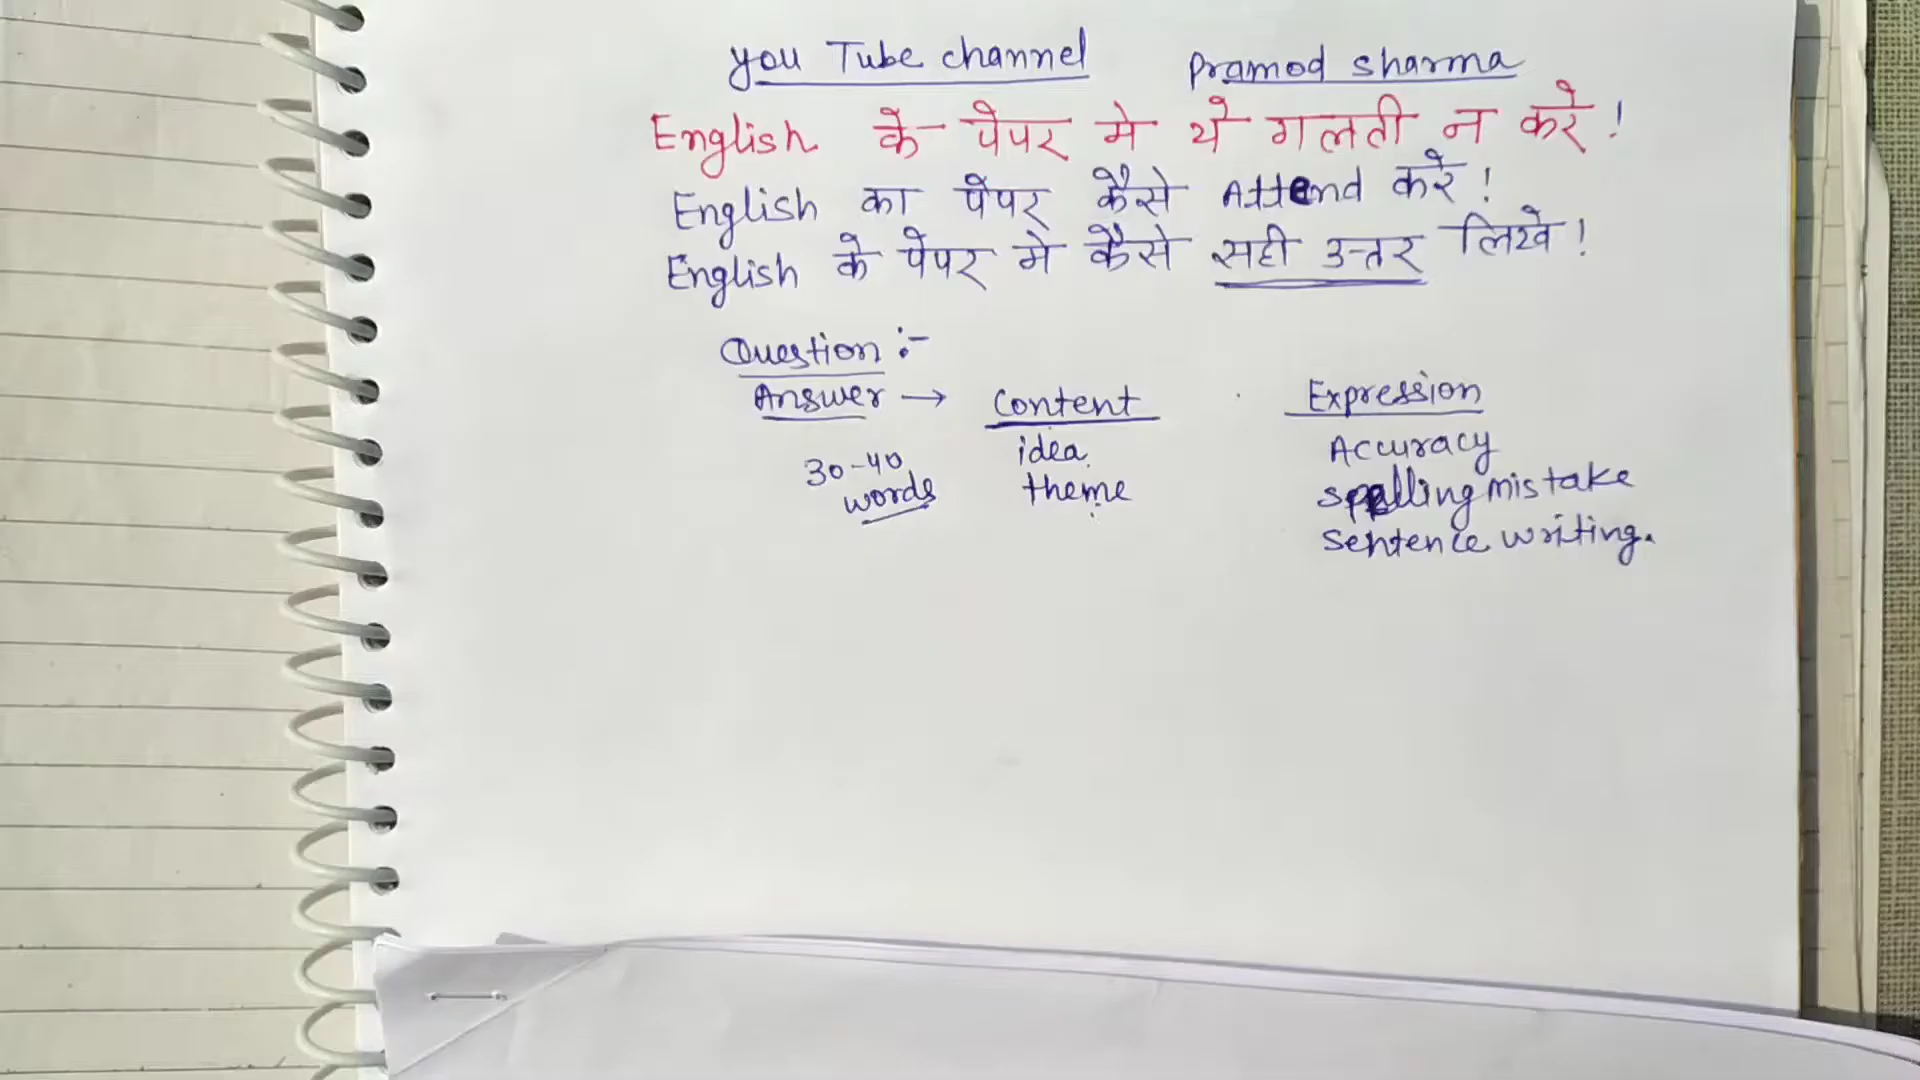 you Tube channel Pramod sharma
English के पेपर मे ये गलती न करे !
English का पेपर कैसे Attend करे !
English के पेपर मे कैसे सही उत्तर लिखे !
Question :-
Answer → Content Expression
30-40 words
idea
theme
Accuracy
spelling mistake
sentence writing.